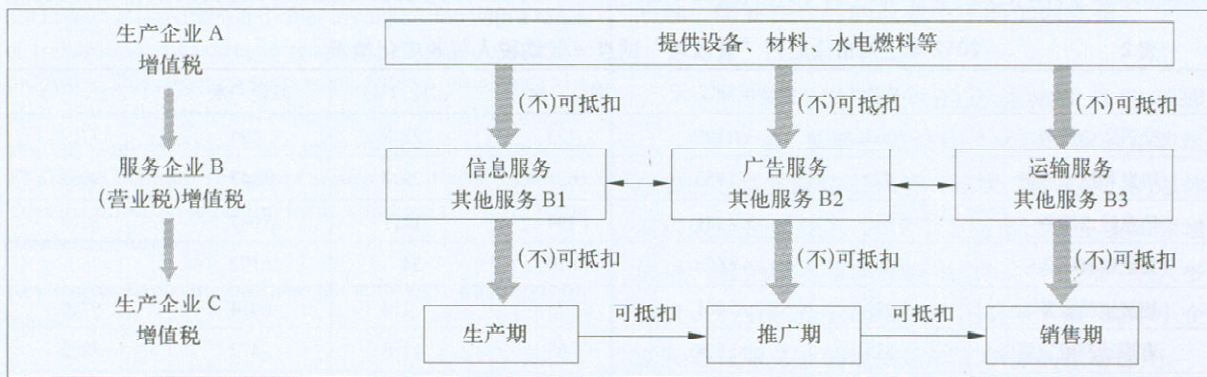 生产企业 A
增值税
提供设备、材料、水电燃料等
(不)可抵扣
(不)可抵扣
(不)可抵扣
服务企业 B
(营业税)增值税
信息服务
其他服务 B1
广告服务
其他服务 B2
运输服务
其他服务 B3
(不)可抵扣
(不)可抵扣
(不)可抵扣
生产企业 C
增值税
生产期
可抵扣
推广期
可抵扣
销售期